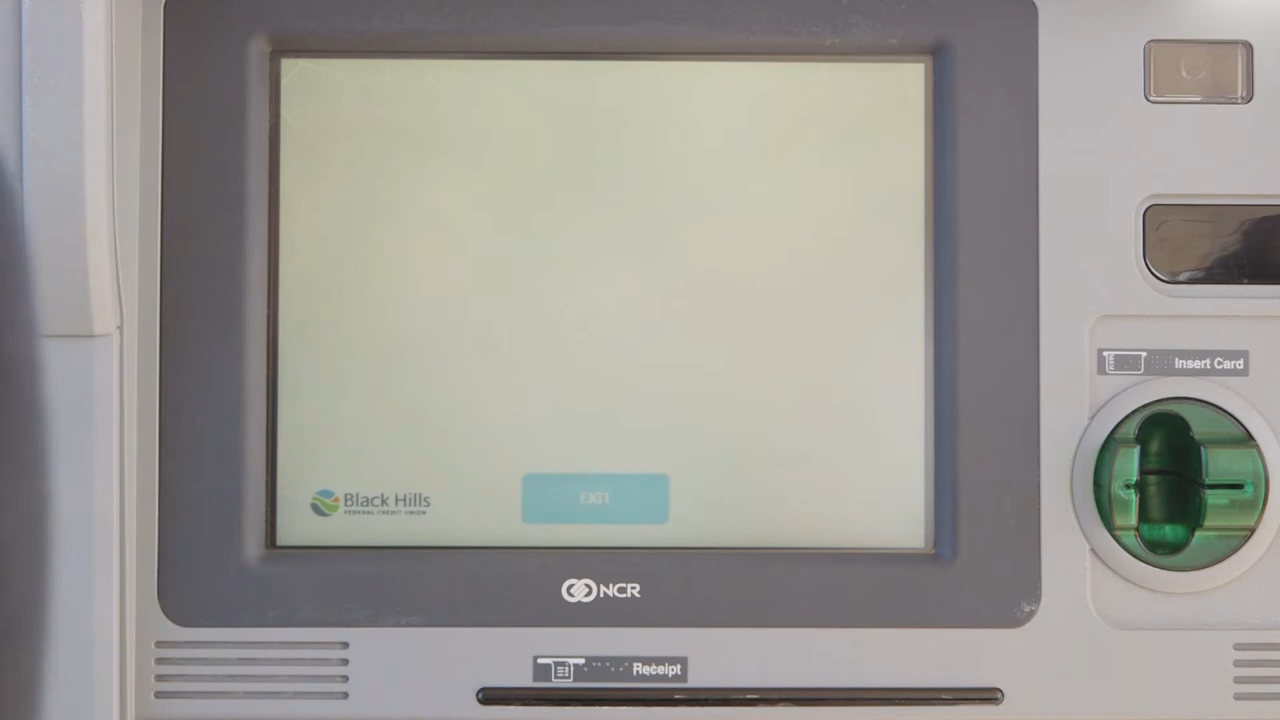 Insert Card
EXIT
Black Hills
FEDERAL CREDIT UNION
NCR
Receipt